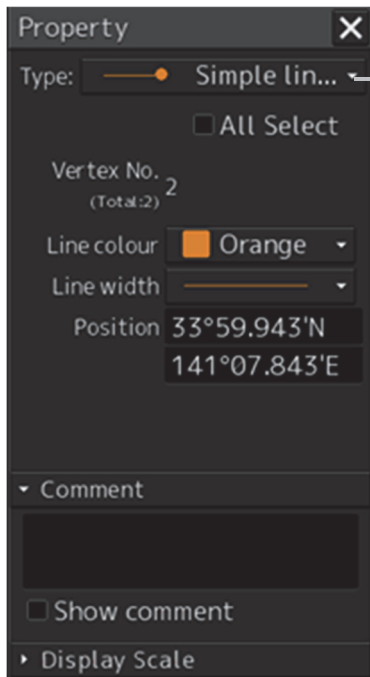 Property
Type: Simple lin...
All Select
Vertex No. 2
(Total:2)
Line colour Orange
Line width
Position 33°59.943'N
141°07.843'E
Comment
Show comment
Display Scale